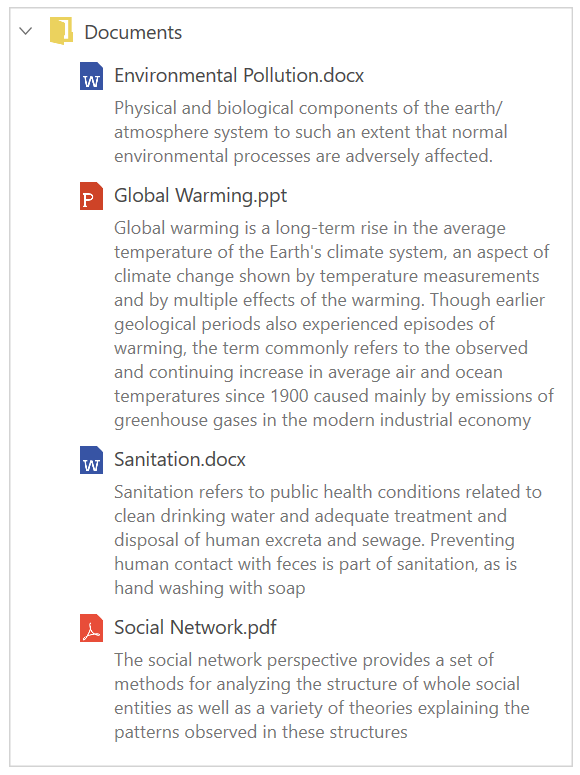 Documents
W
Environmental Pollution.docx
Physical and biological components of the earth/
atmosphere system to such an extent that normal
environmental processes are adversely affected.
P
Global Warming.ppt
Global warming is a long-term rise in the average
temperature of the Earth's climate system, an aspect of
climate change shown by temperature measurements
and by multiple effects of the warming. Though earlier
geological periods also experienced episodes of
warming, the term commonly refers to the observed
and continuing increase in average air and ocean
temperatures since 1900 caused mainly by emissions of
greenhouse gases in the modern industrial economy
W
Sanitation.docx
Sanitation refers to public health conditions related to
clean drinking water and adequate treatment and
disposal of human excreta and sewage. Preventing
human contact with feces is part of sanitation, as is
hand washing with soap
Social Network.pdf
The social network perspective provides a set of
methods for analyzing the structure of whole social
entities as well as a variety of theories explaining the
patterns observed in these structures